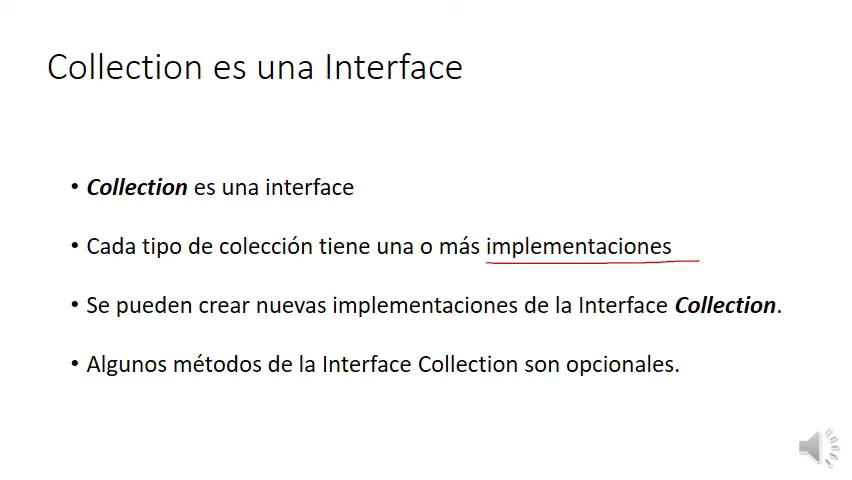 Collection es una Interface
• Collection es una interface
• Cada tipo de colección tiene una o más implementaciones
• Se pueden crear nuevas implementaciones de la Interface Collection.
• Algunos métodos de la Interface Collection son opcionales.